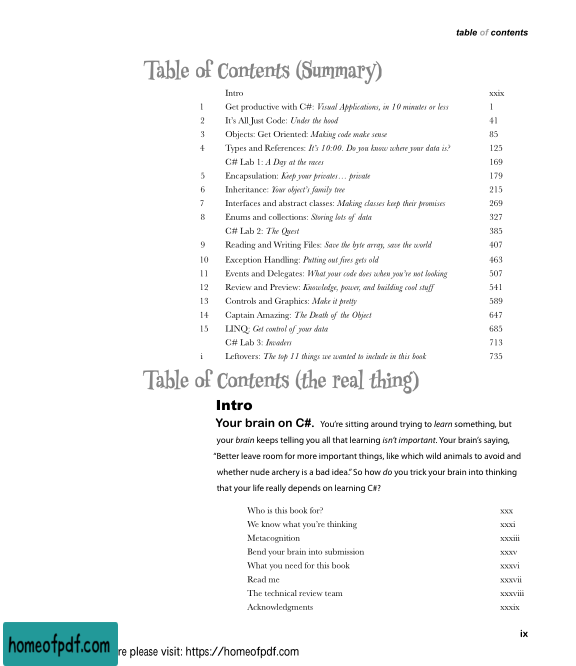 table of contents
Table of Contents (Summary)
Intro xxix
1 Get productive with C#: Visual Applications, in 10 minutes or less 1
2 It's All Just Code: Under the hood 41
3 Objects: Get Oriented: Making code make sense 85
4 Types and References: It's 10:00. Do you know where your data is? 125
C# Lab 1: A Day at the races 169
5 Encapsulation: Keep your privates… private 179
6 Inheritance: Your object's family tree 215
7 Interfaces and abstract classes: Making classes keep their promises 269
8 Enums and collections: Storing lots of data 327
C# Lab 2: The Quest 385
9 Reading and Writing Files: Save the byte array, save the world 407
10 Exception Handling: Putting out fires gets old 463
11 Events and Delegates: What your code does when you're not looking 507
12 Review and Preview: Knowledge, power, and building cool stuff 541
13 Controls and Graphics: Make it pretty 589
14 Captain Amazing: The Death of the Object 647
15 LINQ: Get control of your data 685
C# Lab 3: Invaders 713
i Leftovers: The top 11 things we wanted to include in this book 735
Table of Contents (the real thing)
Intro
Your brain on C#. You're sitting around trying to learn something, but
your brain keeps telling you all that learning isn't important. Your brain's saying,
"Better leave room for more important things, like which wild animals to avoid and
whether nude archery is a bad idea." So how do you trick your brain into thinking
that your life really depends on learning C#?
Who is this book for? xxx
We know what you're thinking xxxi
Metacognition xxxiii
Bend your brain into submission xxxv
What you need for this book xxxvi
Read me xxxvii
The technical review team xxxviii
Acknowledgments xxxix
ix
homeofpdf.com re please visit: https://homeofpdf.com